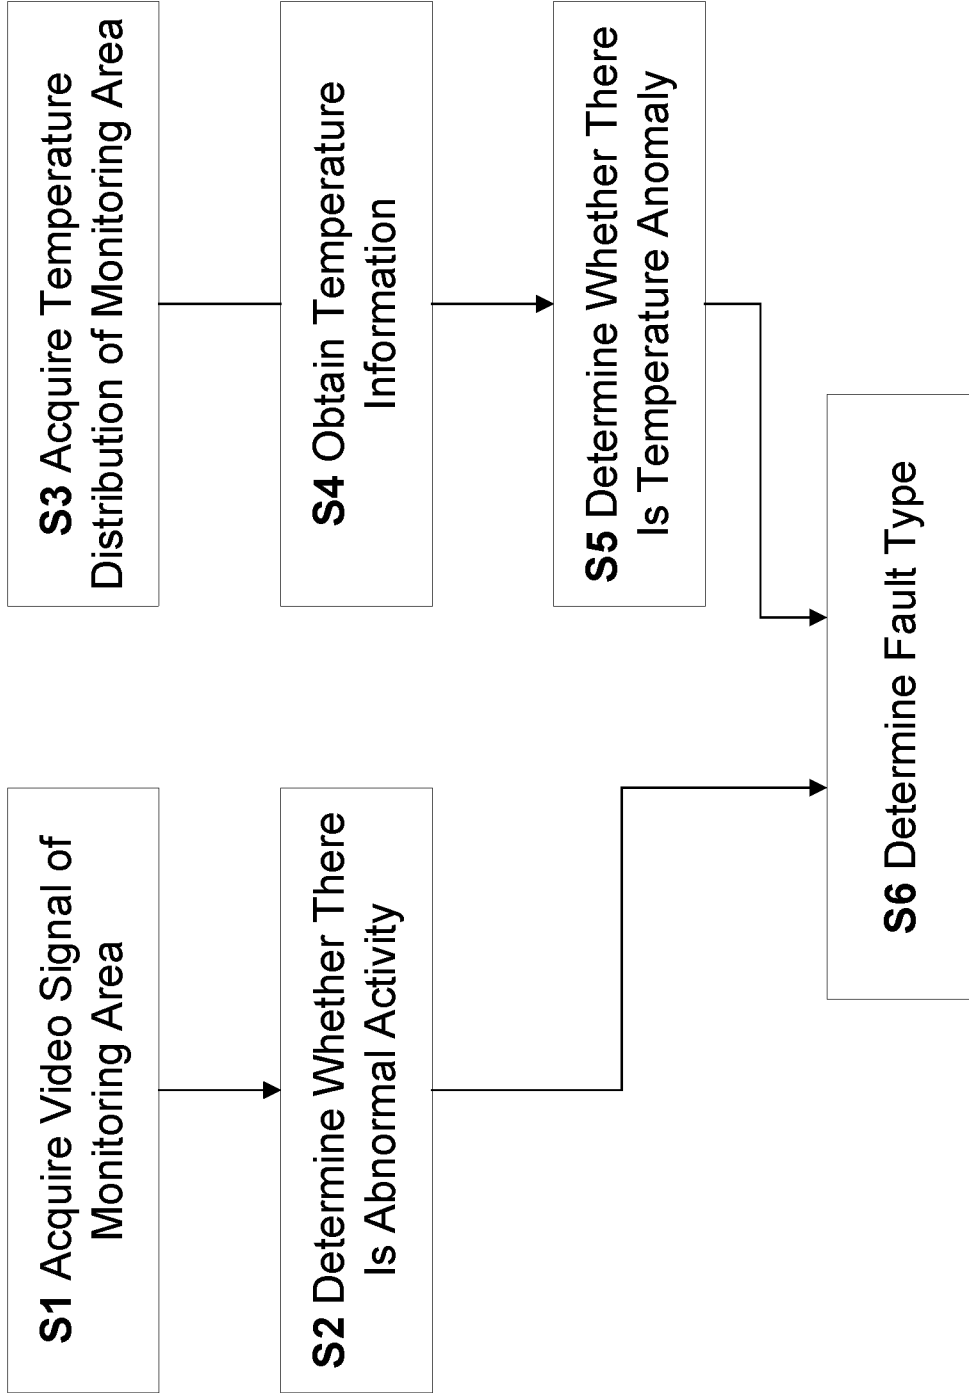 S1 Acquire Video Signal of
Monitoring Area
S2 Determine Whether There
Is Abnormal Activity
S3 Acquire Temperature
Distribution of Monitoring Area
S4 Obtain Temperature
Information
S5 Determine Whether There
Is Temperature Anomaly
S6 Determine Fault Type